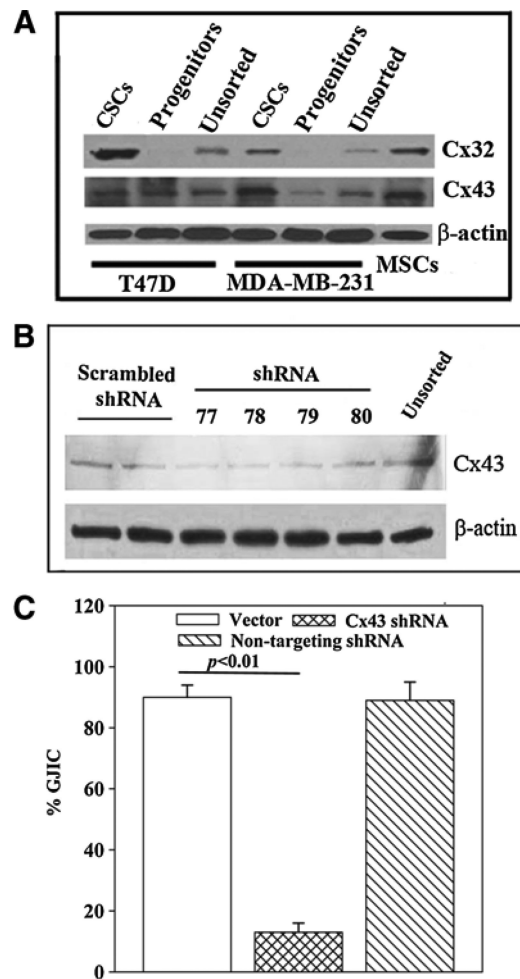 A
CSCs Progenitors Unsorted CSCs Progenitors Unsorted
Cx32
Cx43
β-actin
MSCs
T47D MDA-MB-231
B
Scrambled shRNA
shRNA
Unsorted
77 78 79 80
Cx43
β-actin
C
120
Vector Cx43 shRNA
Non-targeting shRNA
p<0.01
100
80
60
40
20
0
% GJIC